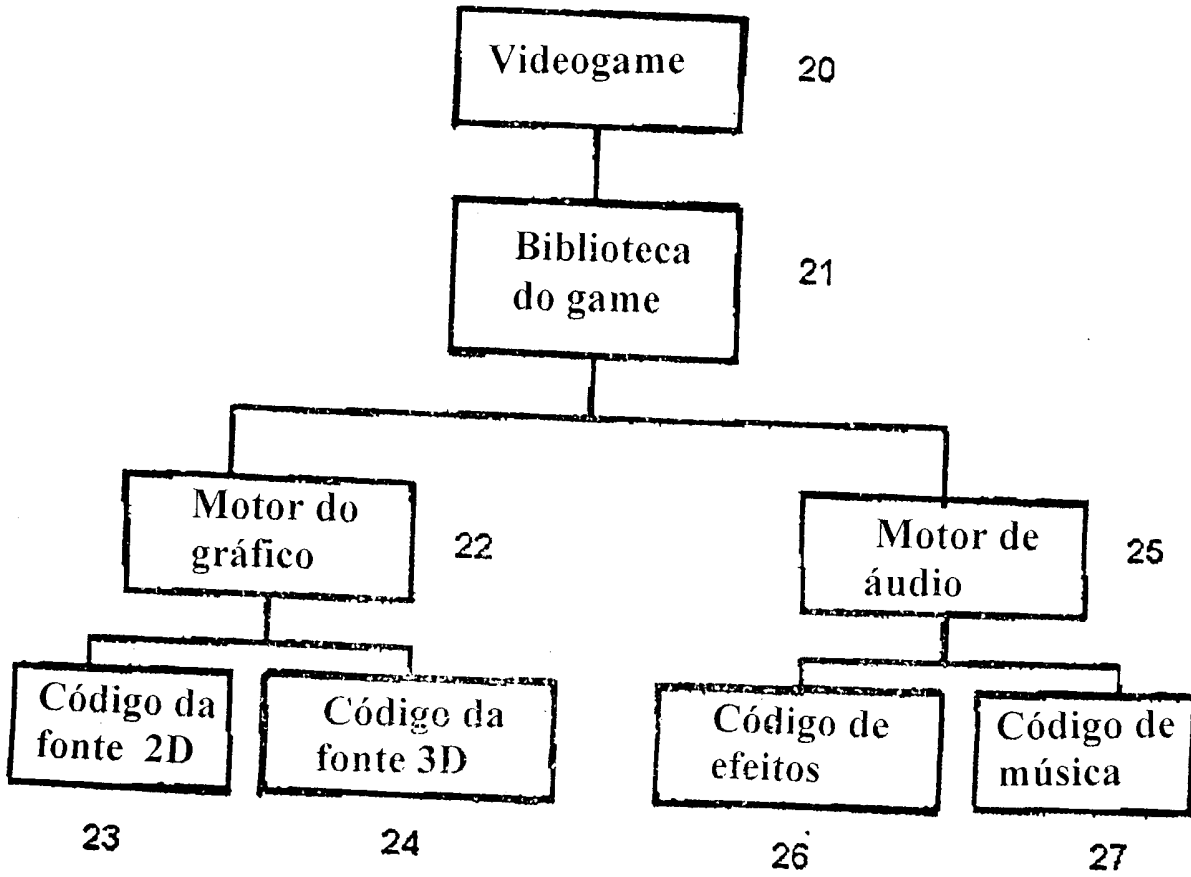 Videogame
20
Biblioteca
do game
21
Motor do
gráfico
22
Motor de
áudio
25
Código da
fonte 2D
Código da
fonte 3D
Código de
efeitos
Código de
música
23
24
26
27